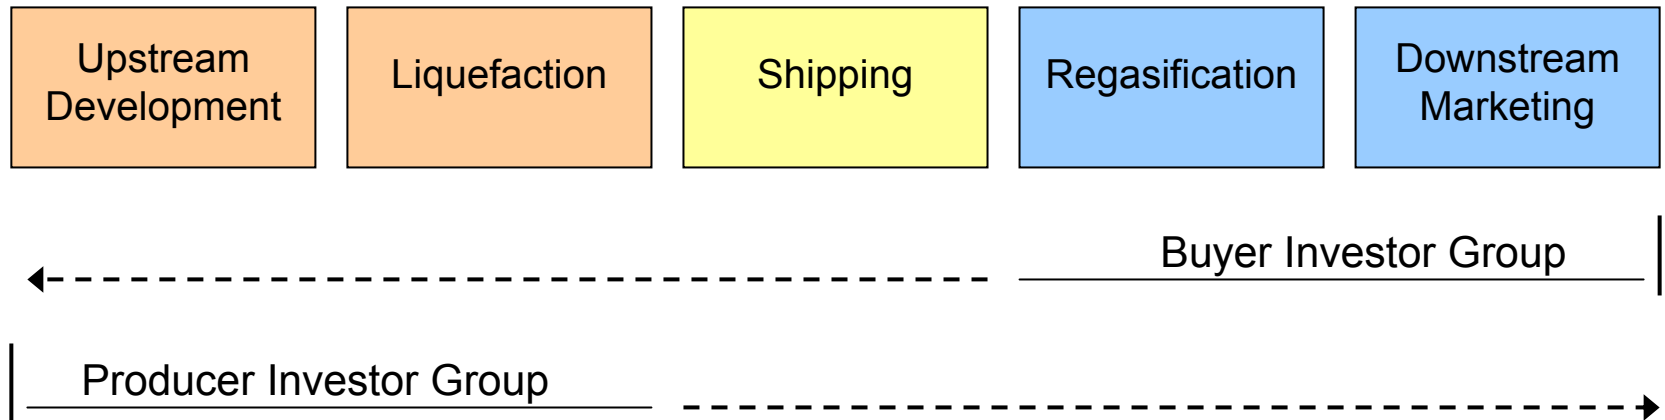 Upstream
Development
Liquefaction
Shipping
Regasification
Downstream
Marketing
Buyer Investor Group
Producer Investor Group